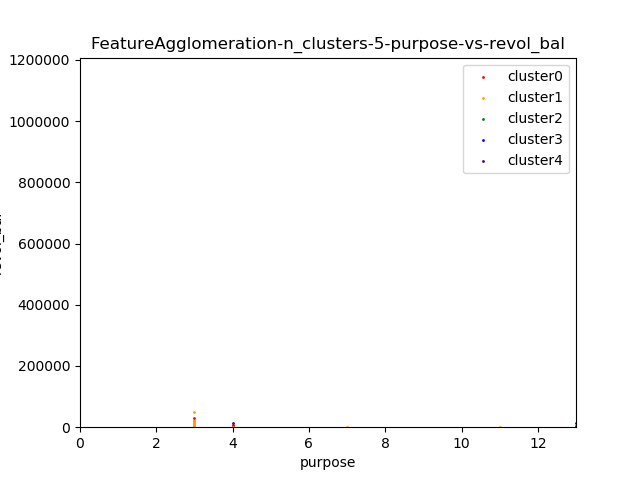 FeatureAgglomeration-n_clusters-5-purpose-vs-revol_bal
1200000
1000000
800000
600000
400000
200000
0
cluster0
cluster1
cluster2
cluster3
cluster4
0 2 4 6 8 10 12
purpose